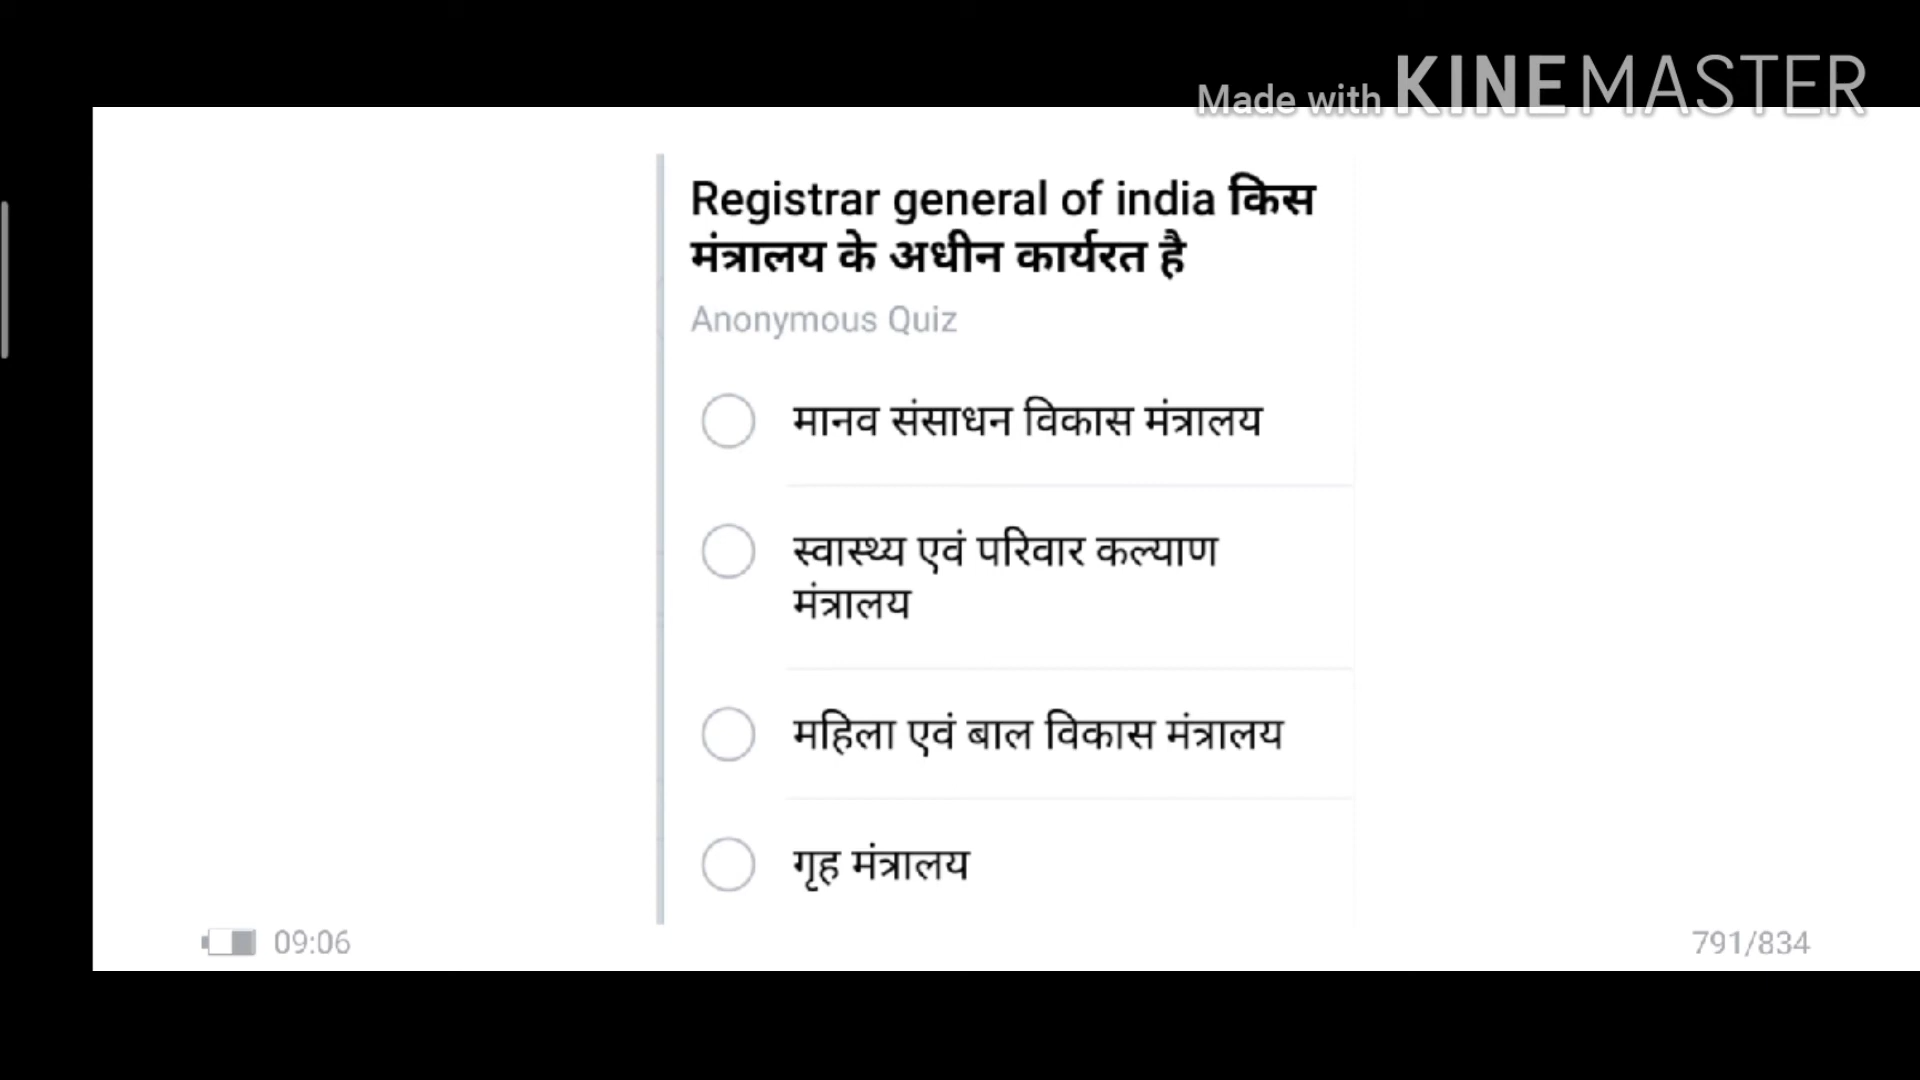 Made with KINEMASTER
Registrar general of india किस
मंत्रालय के अधीन कार्यरत है
Anonymous Quiz
मानव संसाधन विकास मंत्रालय
स्वास्थ्य एवं परिवार कल्याण
मंत्रालय
महिला एवं बाल विकास मंत्रालय
गृह मंत्रालय
09:06
791/834